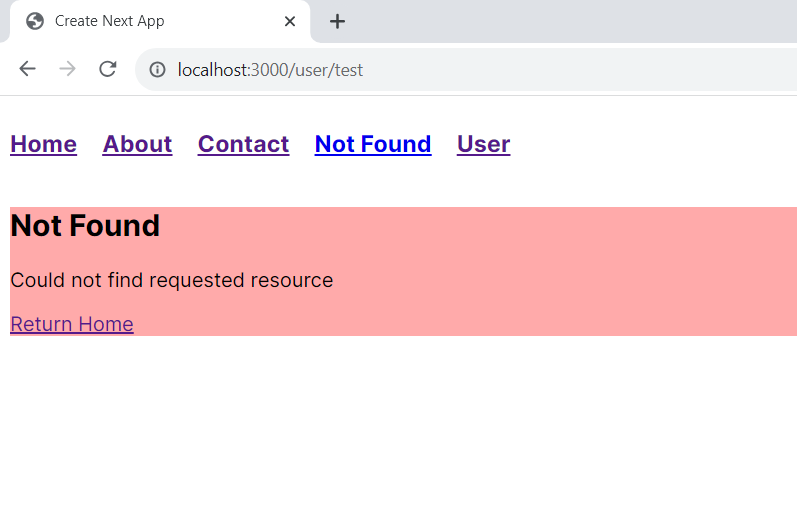 Create Next App
localhost:3000/user/test
Home About Contact Not Found User
Not Found
Could not find requested resource
Return Home